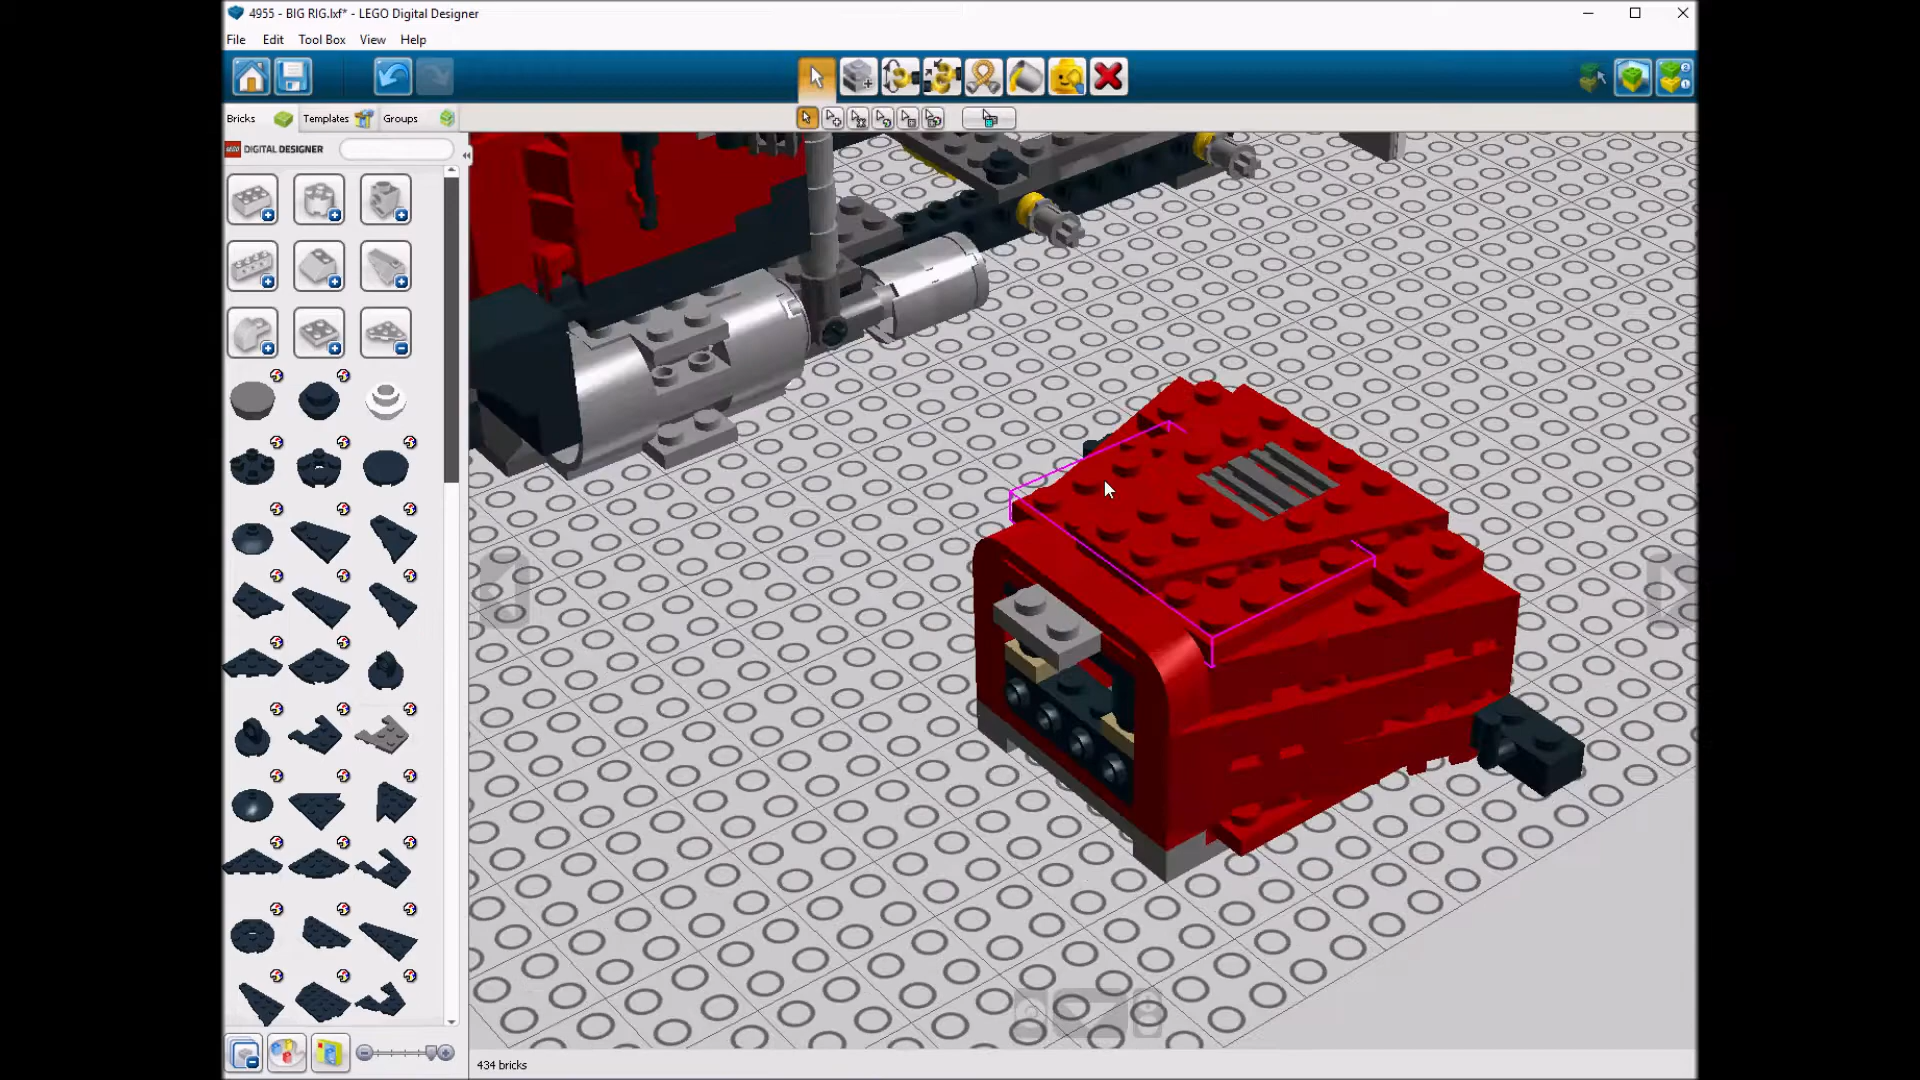 4955 - BIG RIG.lxf* - LEGO Digital Designer
File Edit Tool Box View Help
Bricks Templates Groups
LEGO DIGITAL DESIGNER
434 bricks